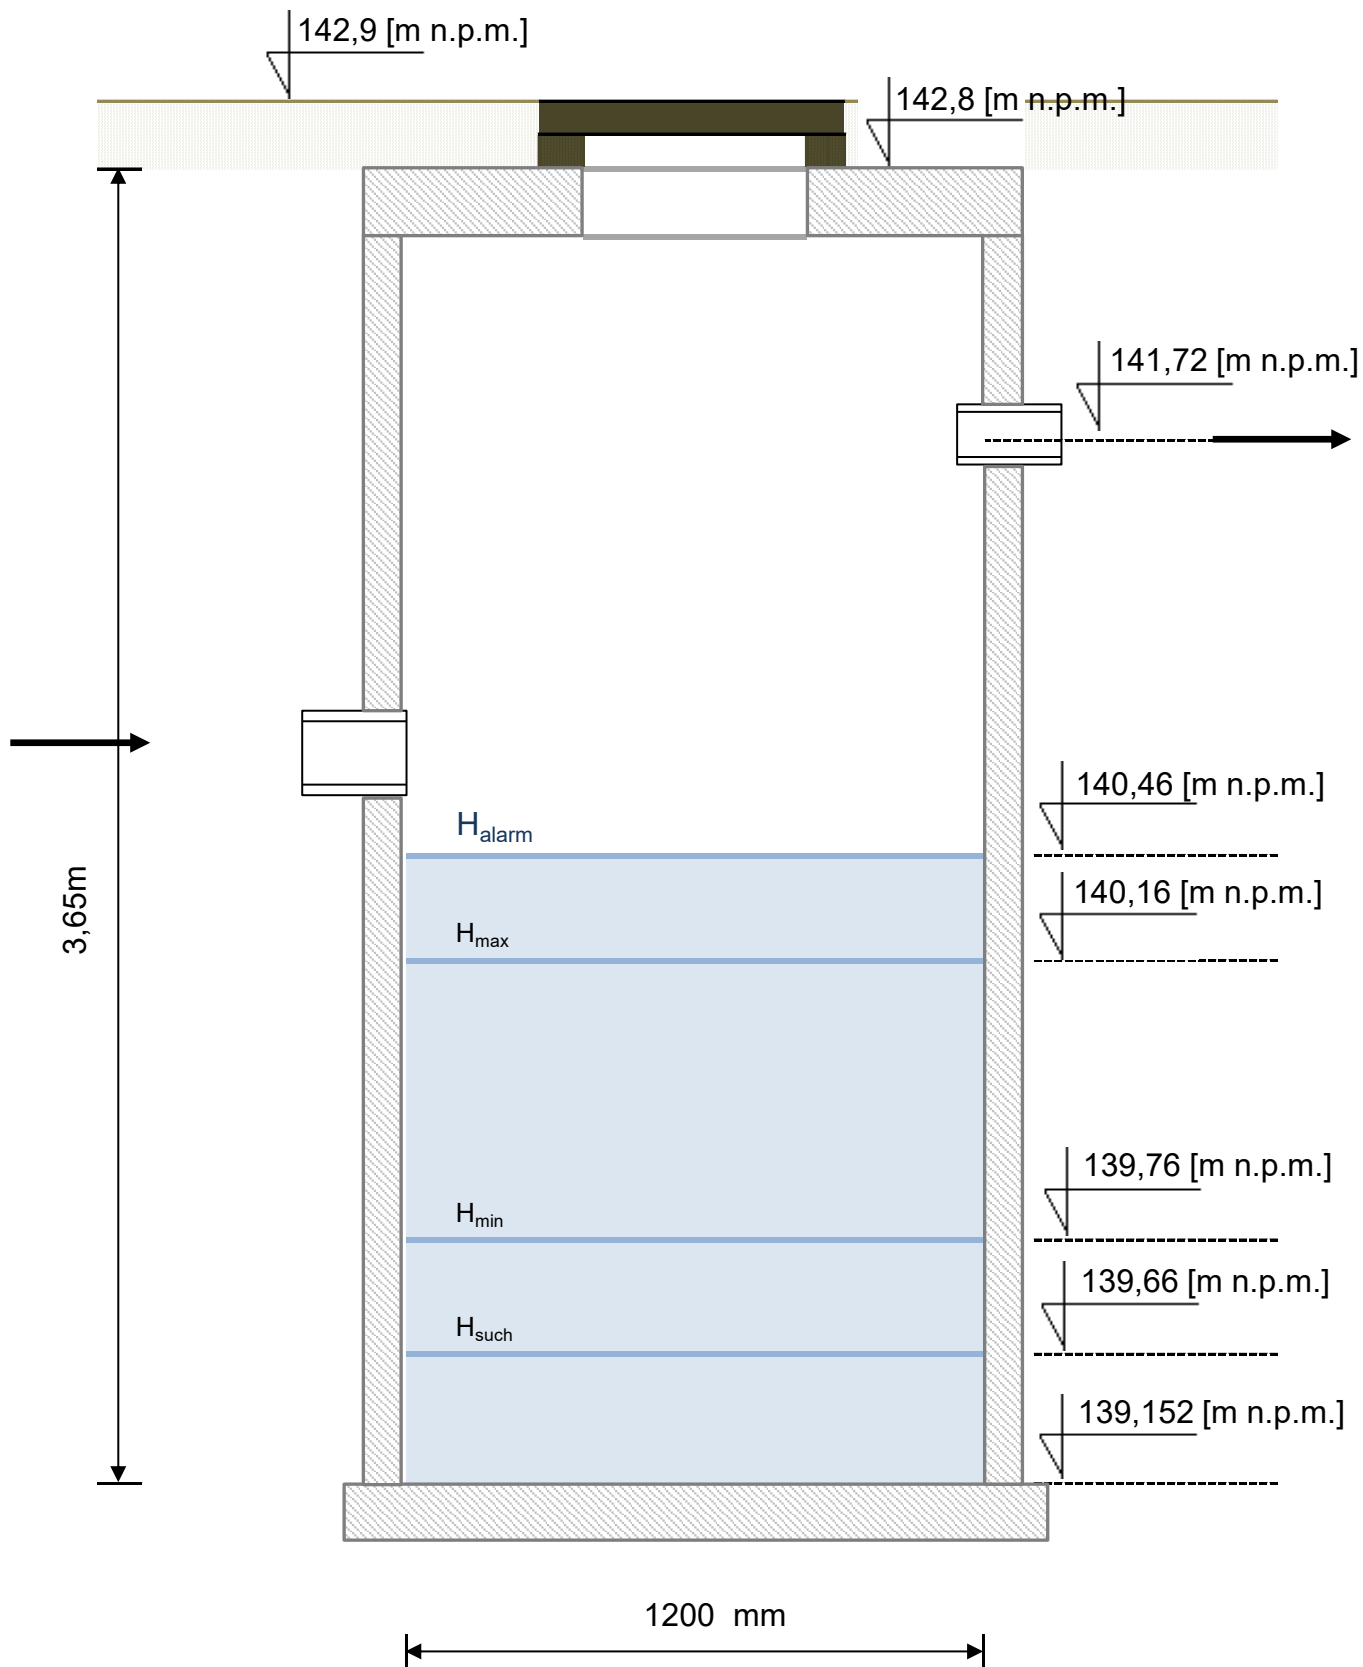 142,9 [m n.p.m.]
142,8 [m n.p.m.]
141,72 [m n.p.m.]
140,46 [m n.p.m.]
Halarm
3,65m
140,16 [m n.p.m.]
Hmax
139,76 [m n.p.m.]
Hmin
139,66 [m n.p.m.]
Hsuch
139,152 [m n.p.m.]
1200 mm